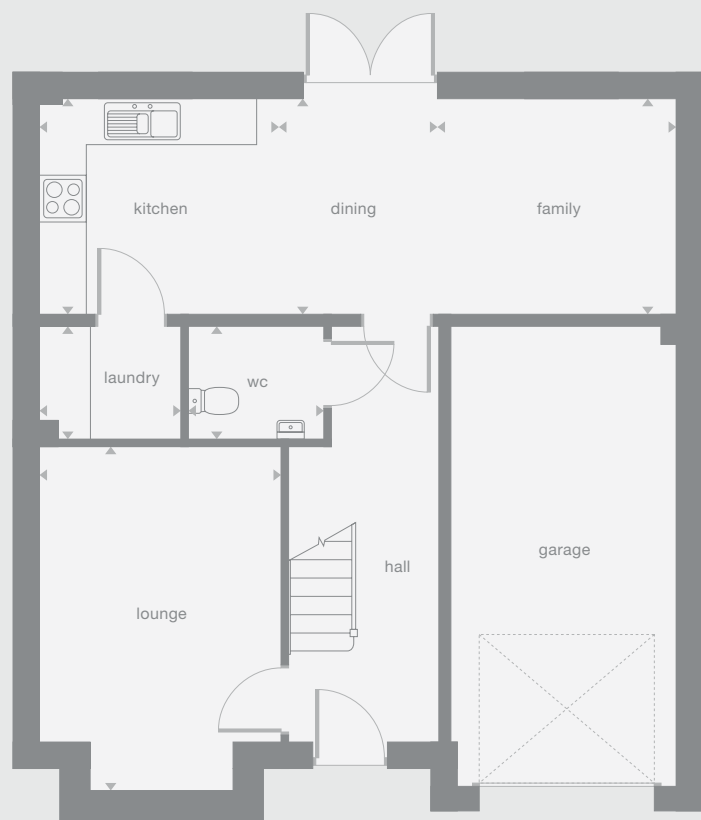 kitchen
dining
family
laundry
wc
garage
hall
lounge